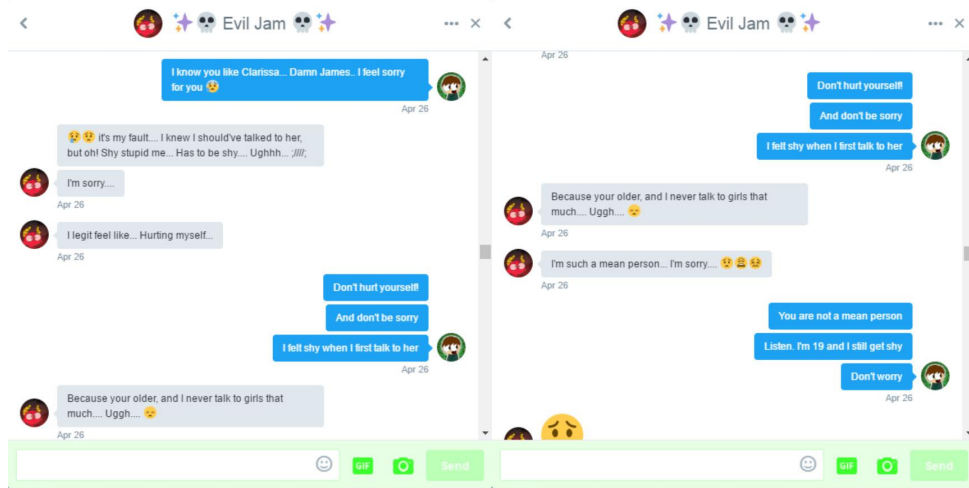 Evil Jam
I know you like Clarissa... Damn James.. I feel sorry
for you
Apr 26
it's my fault.... I knew I should've talked to her,
but oh! Shy stupid me... Has to be shy.... Ughhh... ;////;
I'm sorry....
Apr 26
I legit feel like... Hurting myself...
Apr 26
Don't hurt yourself!
And don't be sorry
I felt shy when I first talk to her
Apr 26
Because your older, and I never talk to girls that
much.... Uggh....
Apr 26
GIF
Send
Evil Jam
Apr 26
Don't hurt yourself!
And don't be sorry
I felt shy when I first talk to her
Apr 26
Because your older, and I never talk to girls that
much.... Uggh....
Apr 26
I'm such a mean person... I'm sorry....
Apr 26
You are not a mean person
Listen. I'm 19 and I still get shy
Don't worry
Apr 26
GIF
Send